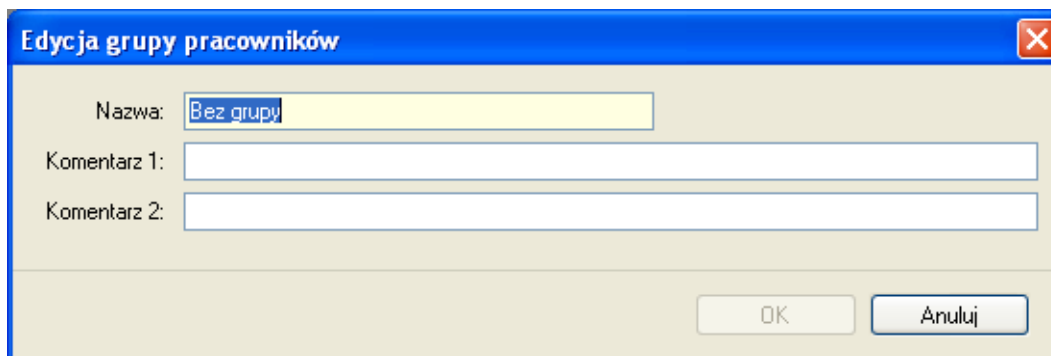 Edycja grupy pracowników
Nazwa: Bez grupy
Komentarz 1:
Komentarz 2:
OK Anuluj